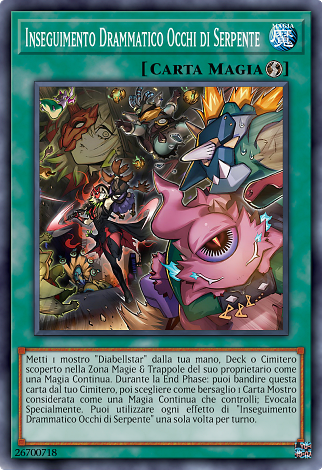 Inseguimento Drammatico Occhi di Serpente
MAGIA
[Carta Magia]
Metti 1 mostro "Diabellstar" dalla tua mano, Deck o Cimitero
scoperto nella Zona Magie & Trappole del suo proprietario come
una Magia Continua. Durante la End Phase: puoi bandire questa
carta dal tuo Cimitero, poi scegliere come bersaglio 1 Carta Mostro
considerata come una Magia Continua che controlli; Evocala
Specialmente. Puoi utilizzare ogni effetto di "Inseguimento
Drammatico Occhi di Serpente" una sola volta per turno.
26700718